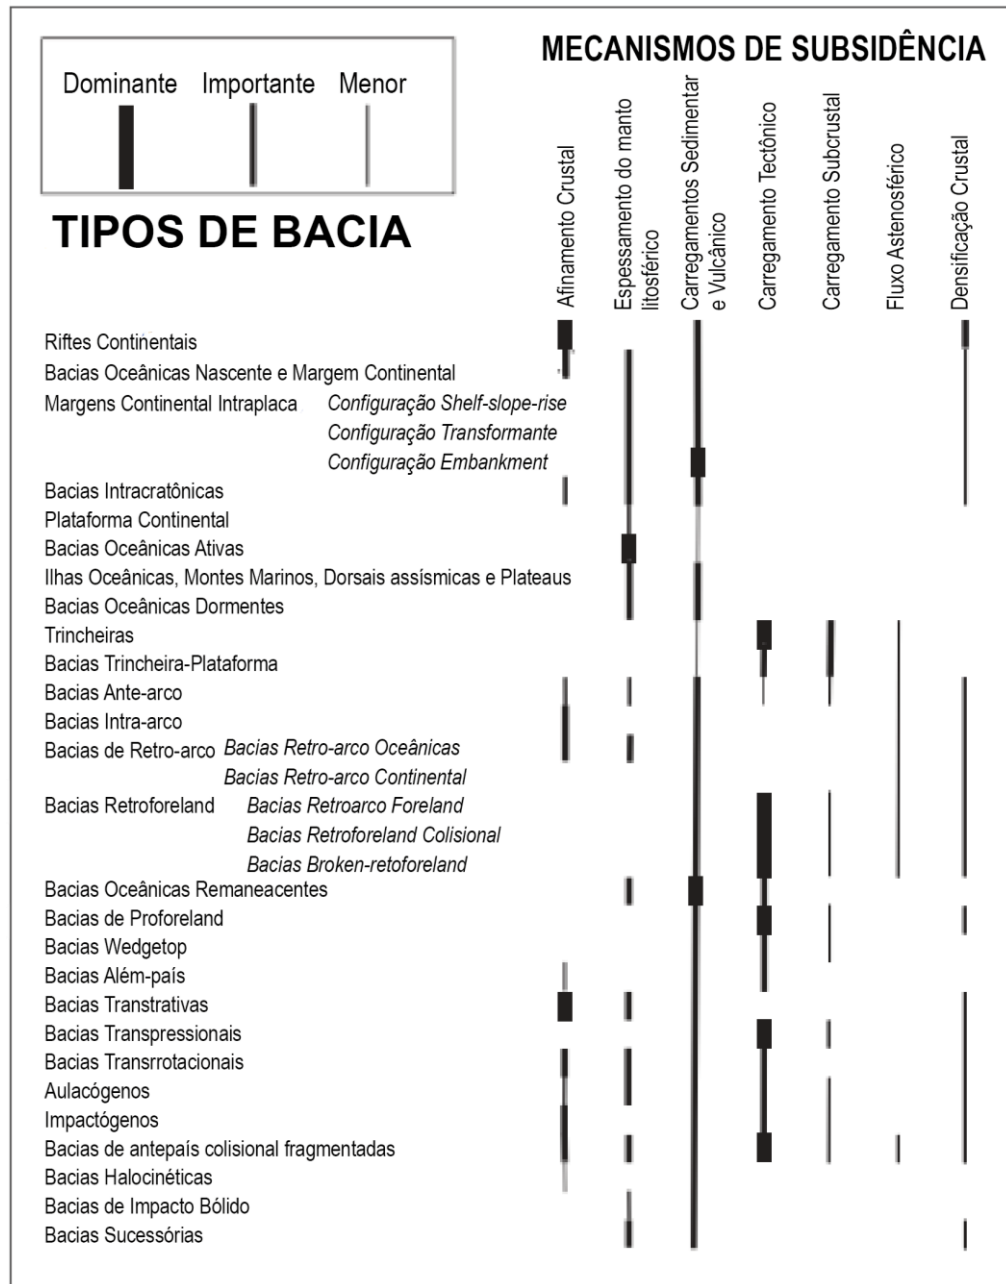 MECANISMOS DE SUBSIDÊNCIA
Dominante Importante Menor
TIPOS DE BACIA
Afinamento Crustal
Espessamento do manto
litosférico
Carregamentos Sedimentar
e Vulcânico
Carregamento Tectônico
Carregamento Subcrustal
Fluxo Astenosférico
Densificação Crustal
Riftes Continentais
Bacias Oceânicas Nascente e Margem Continental
Margens Continental Intraplaca Configuração Shelf-slope-rise
Configuração Transformante
Configuração Embankment
Bacias Intracratônicas
Plataforma Continental
Bacias Oceânicas Ativas
Ilhas Oceânicas, Montes Marinos, Dorsais assísmicas e Plateaus
Bacias Oceânicas Dormentes
Trincheiras
Bacias Trincheira-Plataforma
Bacias Ante-arco
Bacias Intra-arco
Bacias de Retro-arco Bacias Retro-arco Oceânicas
Bacias Retro-arco Continental
Bacias Retroforeland Bacias Retroarco Foreland
Bacias Retroforeland Colisional
Bacias Broken-retoforeland
Bacias Oceânicas Remaneacentes
Bacias de Proforeland
Bacias Wedgetop
Bacias Além-país
Bacias Transtrativas
Bacias Transpressionais
Bacias Transrrotacionais
Aulacógenos
Impactógenos
Bacias de antepaís colisional fragmentadas
Bacias Halocinéticas
Bacias de Impacto Bólido
Bacias Sucessórias